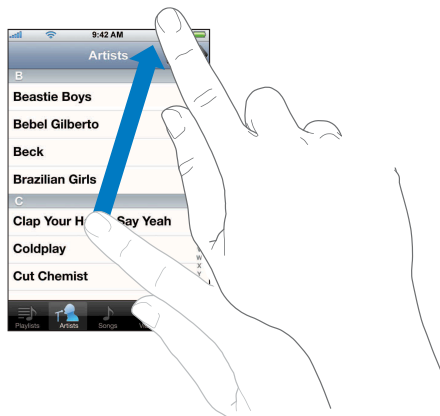 9:42 AM
Artists
B
Beastie Boys
Bebel Gilberto
Beck
Brazilian Girls
C
Clap Your H Say Yeah
Coldplay
W
X
Y
Cut Chemist
Playlists Artists Songs